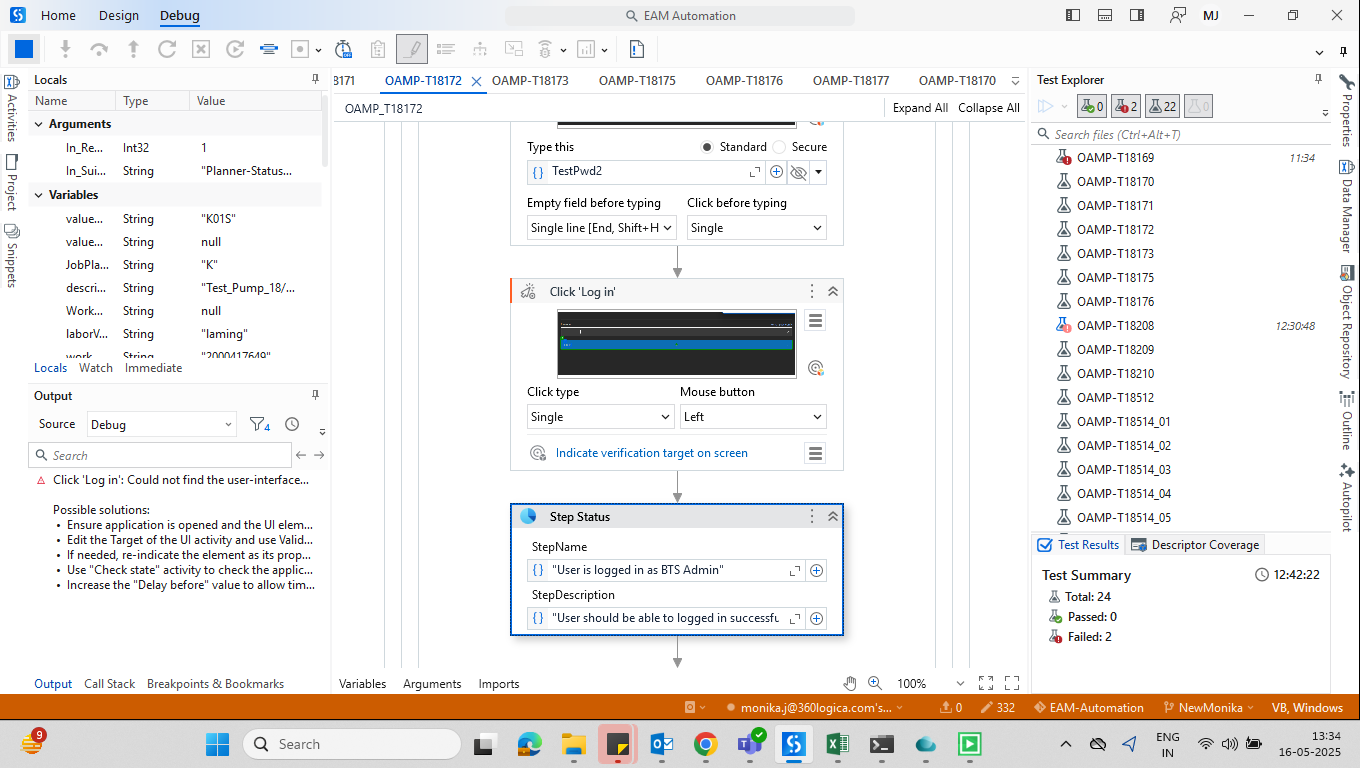 Home Design Debug EAM Automation MJ
8171 OAMP-T18172 OAMP-T18173 OAMP-T18175 OAMP-T18176 OAMP-T18177 OAMP-T18170
OAMP_T18172 Expand All Collapse All
Activities
Project
Snippets
Locals
Name Type Value
Arguments
In_Re... Int32 1
In_Sui... String "Planner-Status...
Variables
value... String "K01S"
value... String null
JobPla... String "K"
descri... String "Test_Pump_18/...
Work... String null
laborV... String "laming"
work... String "2000417649"
Locals Watch Immediate
Output
Source Debug 4
Search
Click 'Log in': Could not find the user-interface...
Possible solutions:
• Ensure application is opened and the UI elem...
• Edit the Target of the UI activity and use Valid...
• If needed, re-indicate the element as its prop...
• Use "Check state" activity to check the applic...
• Increase the "Delay before" value to allow tim...
Output Call Stack Breakpoints & Bookmarks
Type this Standard Secure
TestPwd2
Empty field before typing Click before typing
Single line [End, Shift+H Single
Click 'Log in'
Click type Mouse button
Single Left
Indicate verification target on screen
Step Status
StepName
"User is logged in as BTS Admin"
StepDescription
"User should be able to logged in successfu
Variables Arguments Imports 100%
Test Explorer
0 2 22 0
Search files (Ctrl+Alt+T)
OAMP-T18169 11:34
OAMP-T18170
OAMP-T18171
OAMP-T18172
OAMP-T18173
OAMP-T18175
OAMP-T18176
OAMP-T18208 12:30:48
OAMP-T18209
OAMP-T18210
OAMP-T18512
OAMP-T18514_01
OAMP-T18514_02
OAMP-T18514_03
OAMP-T18514_04
OAMP-T18514_05
Test Results Descriptor Coverage
Test Summary 12:42:22
Total: 24
Passed: 0
Failed: 2
Properties
Data Manager
Object Repository
Outline
Autopilot
monika.j@360logica.com's... 0 332 EAM-Automation NewMonika VB, Windows
9 Search ENG 13:34
IN 16-05-2025